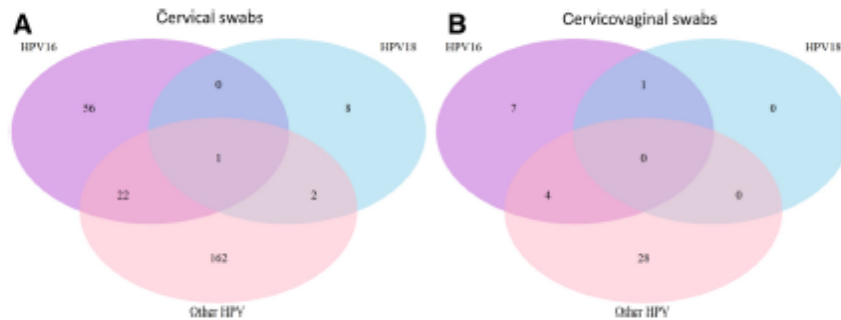 A Cervical swabs
HPV16
HPV18
0
56
8
1
22
2
162
Other HPV
B Cervicovaginal swabs
HPV16
HPV18
1
7
0
0
4
0
28
Other HPV